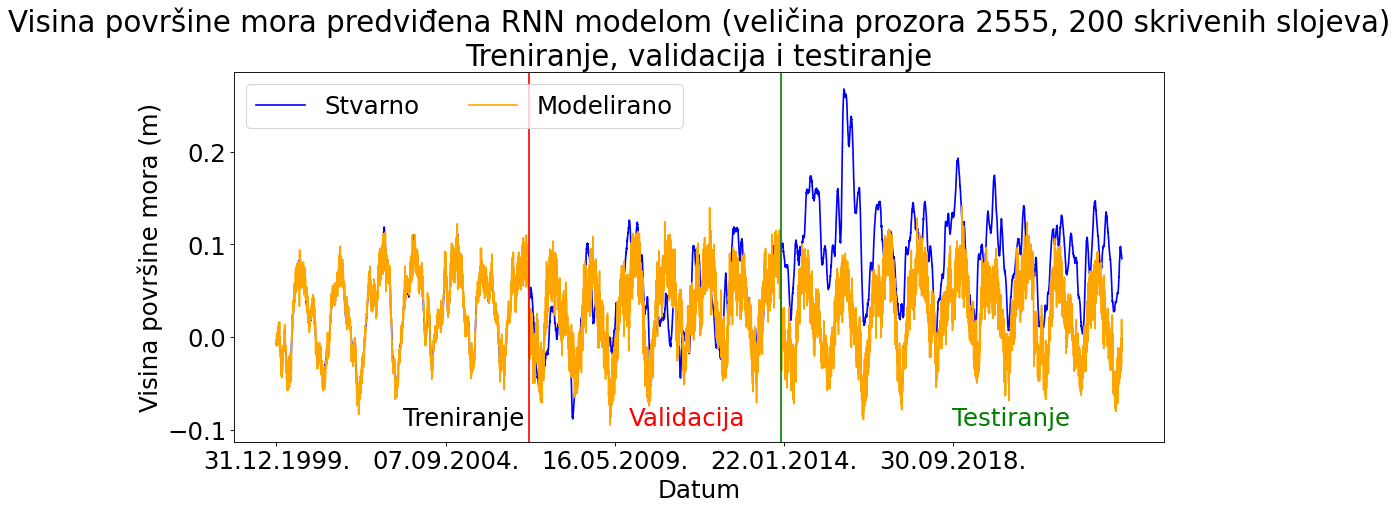 Visina površine mora predviđena RNN modelom (veličina prozora 2555, 200 skrivenih slojeva)
Treniranje, validacija i testiranje
Stvarno
Modelirano
Visina površine mora (m)
0.2
0.1
0.0
−0.1
Treniranje
Validacija
Testiranje
31.12.1999.
07.09.2004.
16.05.2009.
22.01.2014.
30.09.2018.
Datum